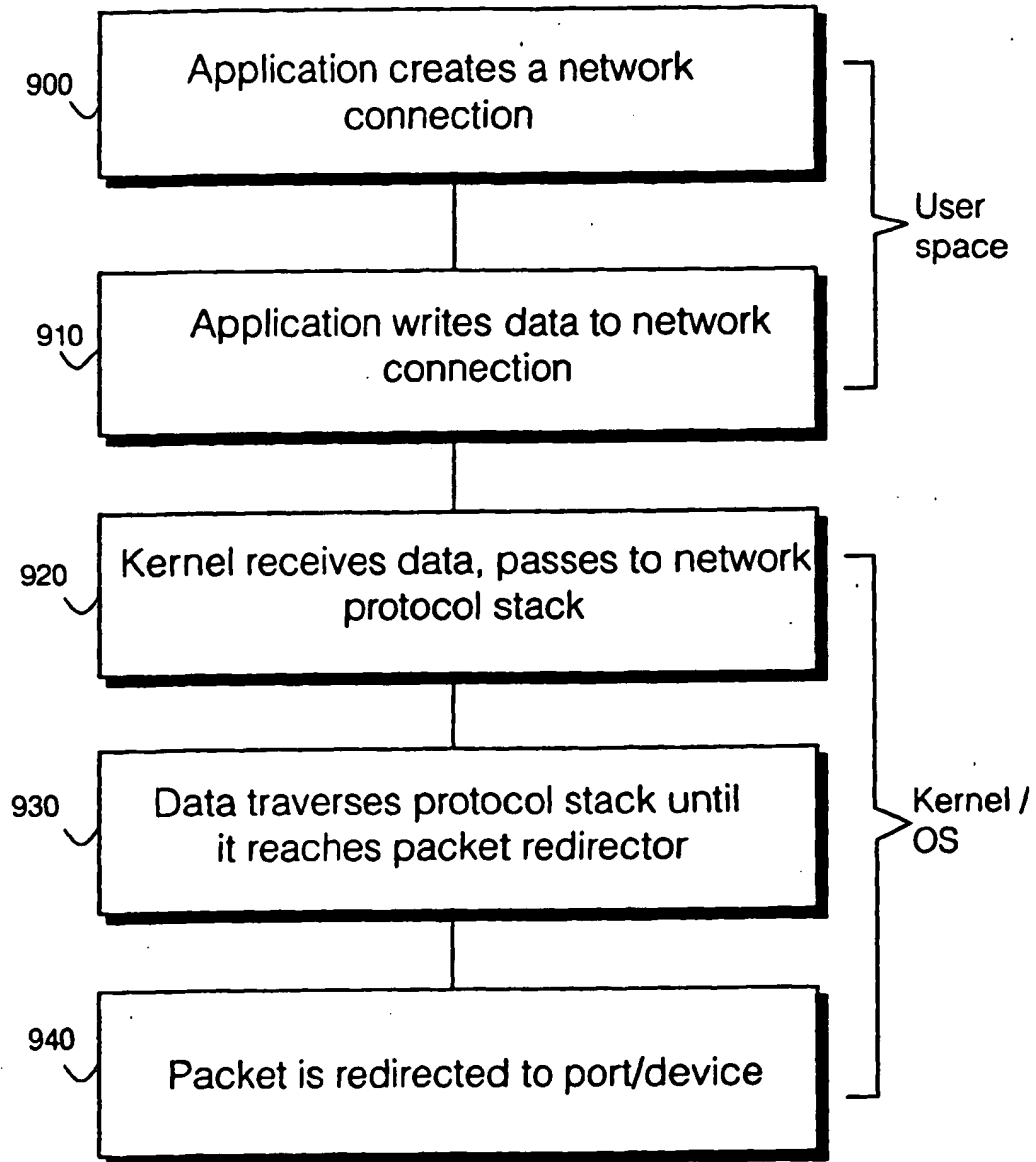 900
Application creates a network
connection
User
space
910
Application writes data to network
connection
920
Kernel receives data, passes to network
protocol stack
930
Data traverses protocol stack until
it reaches packet redirector
Kernel /
OS
940
Packet is redirected to port/device